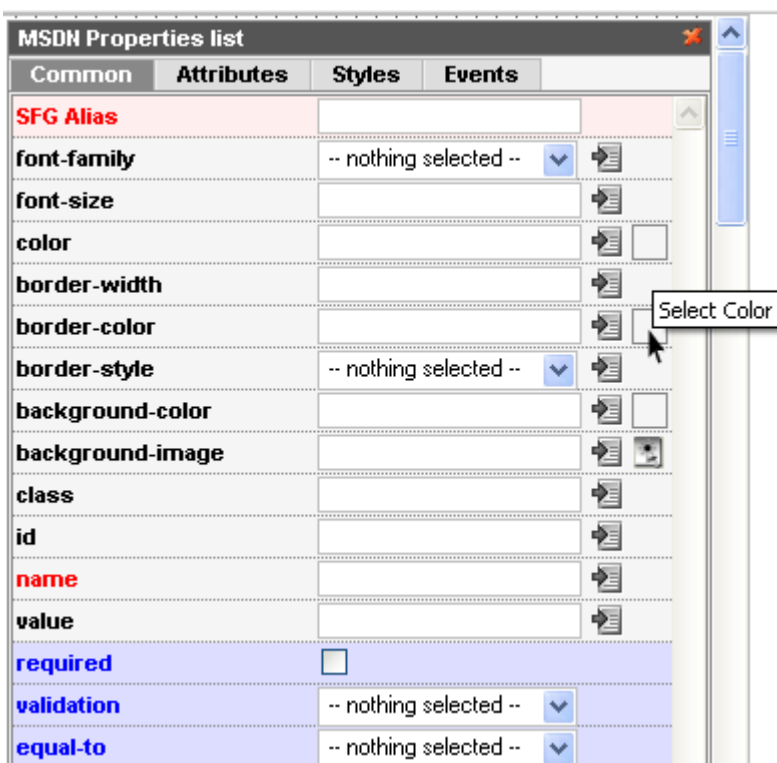 MSDN Properties list
Common Attributes Styles Events
SFG Alias
font-family -- nothing selected --
font-size
color
border-width
Select Color
border-color
border-style -- nothing selected --
background-color
background-image
class
id
name
value
required
validation -- nothing selected --
equal-to -- nothing selected --